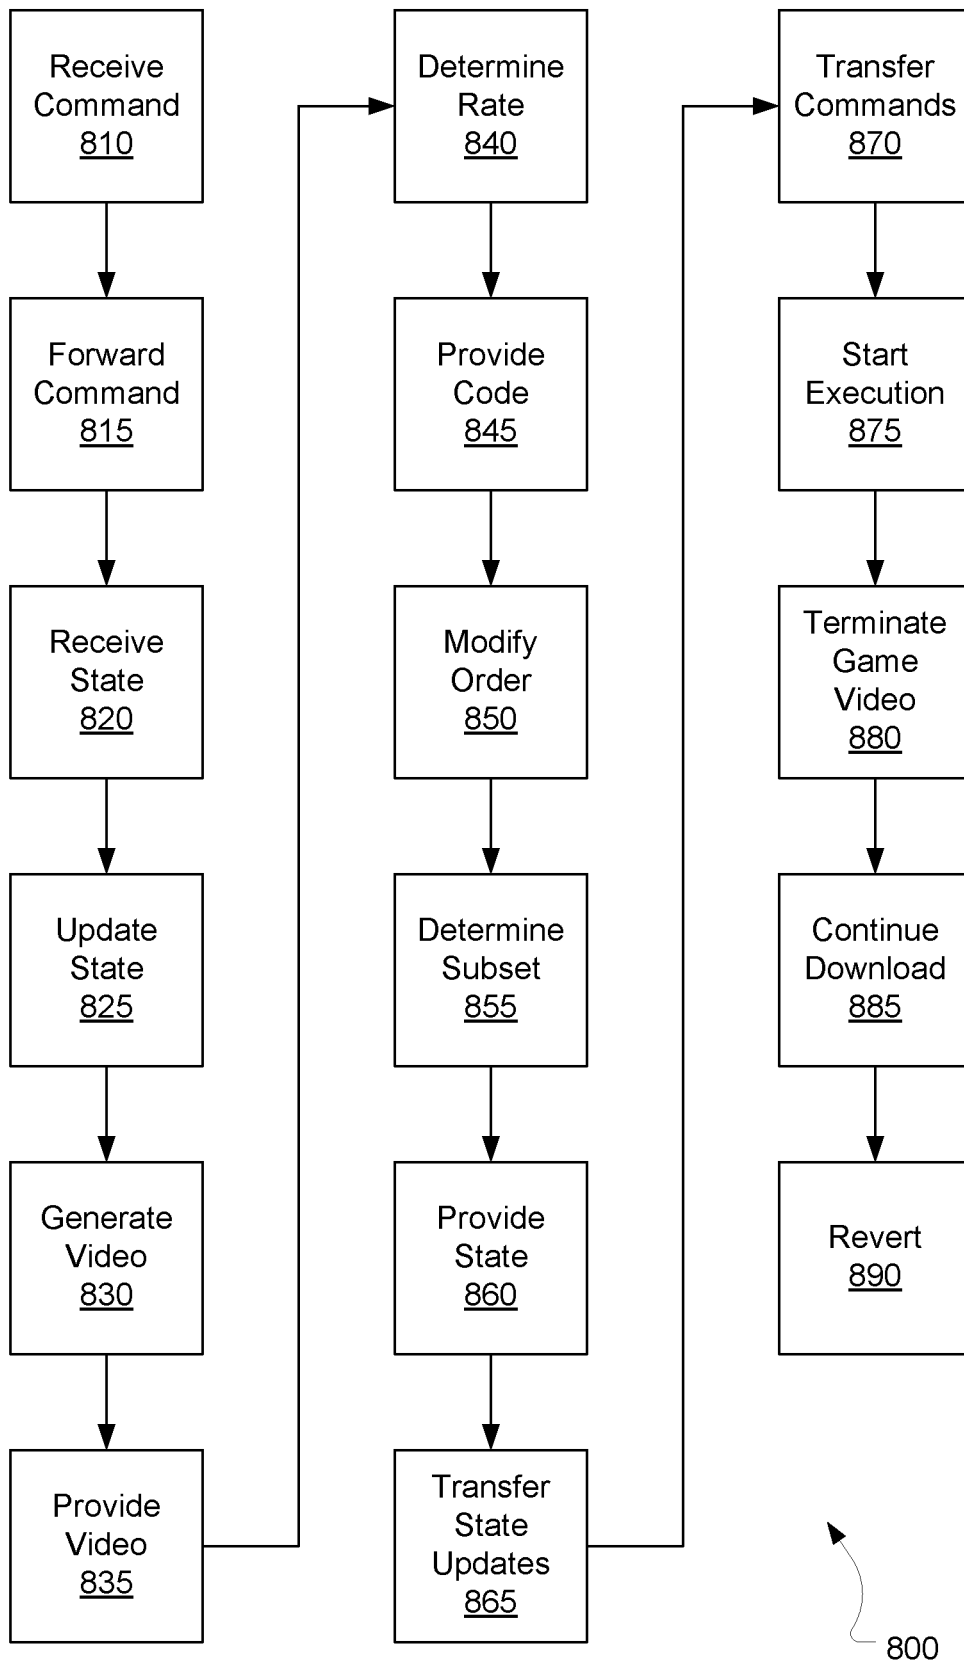 Receive
Command
810
Forward
Command
815
Receive
State
820
Update
State
825
Generate
Video
830
Provide
Video
835
Determine
Rate
840
Provide
Code
845
Modify
Order
850
Determine
Subset
855
Provide
State
860
Transfer
State
Updates
865
Transfer
Commands
870
Start
Execution
875
Terminate
Game
Video
880
Continue
Download
885
Revert
890
800